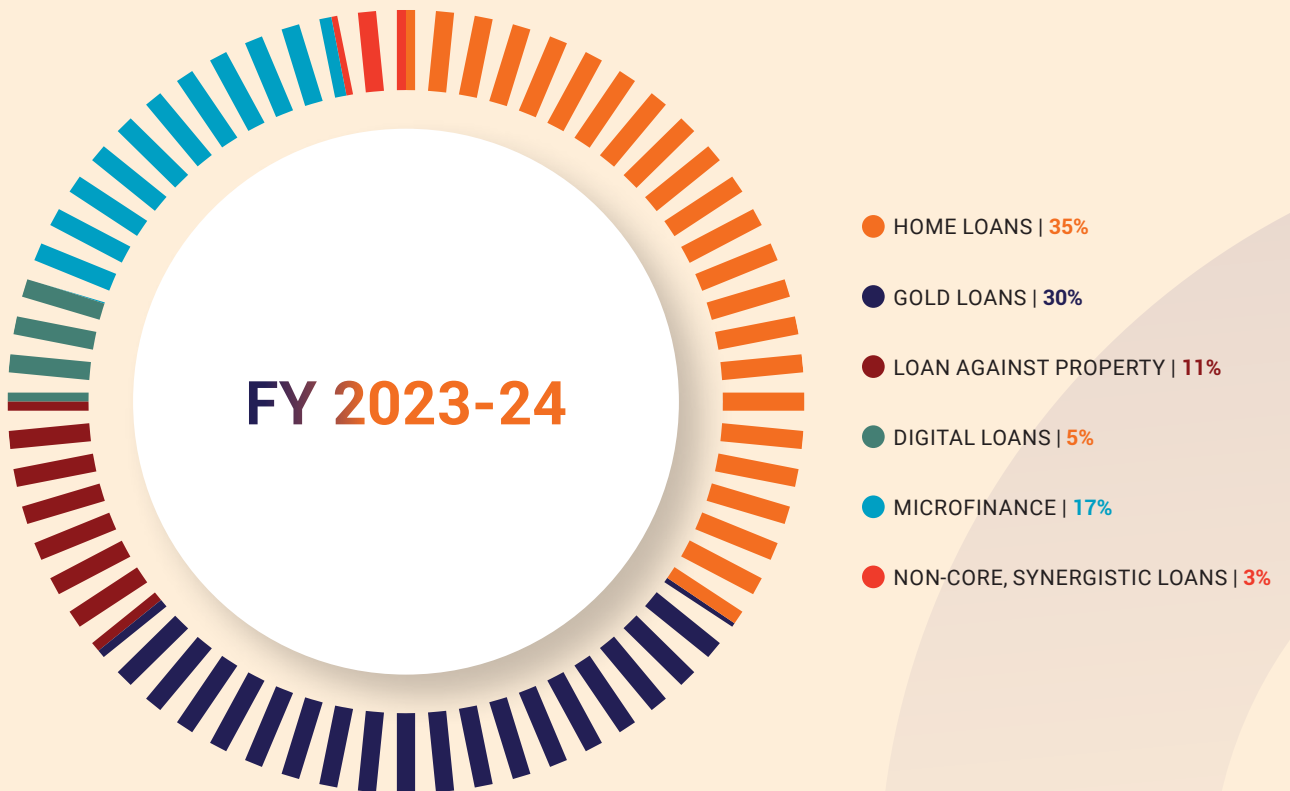 FY 2023-24
HOME LOANS | 35%
GOLD LOANS | 30%
LOAN AGAINST PROPERTY | 11%
DIGITAL LOANS | 5%
MICROFINANCE | 17%
NON-CORE, SYNERGISTIC LOANS | 3%